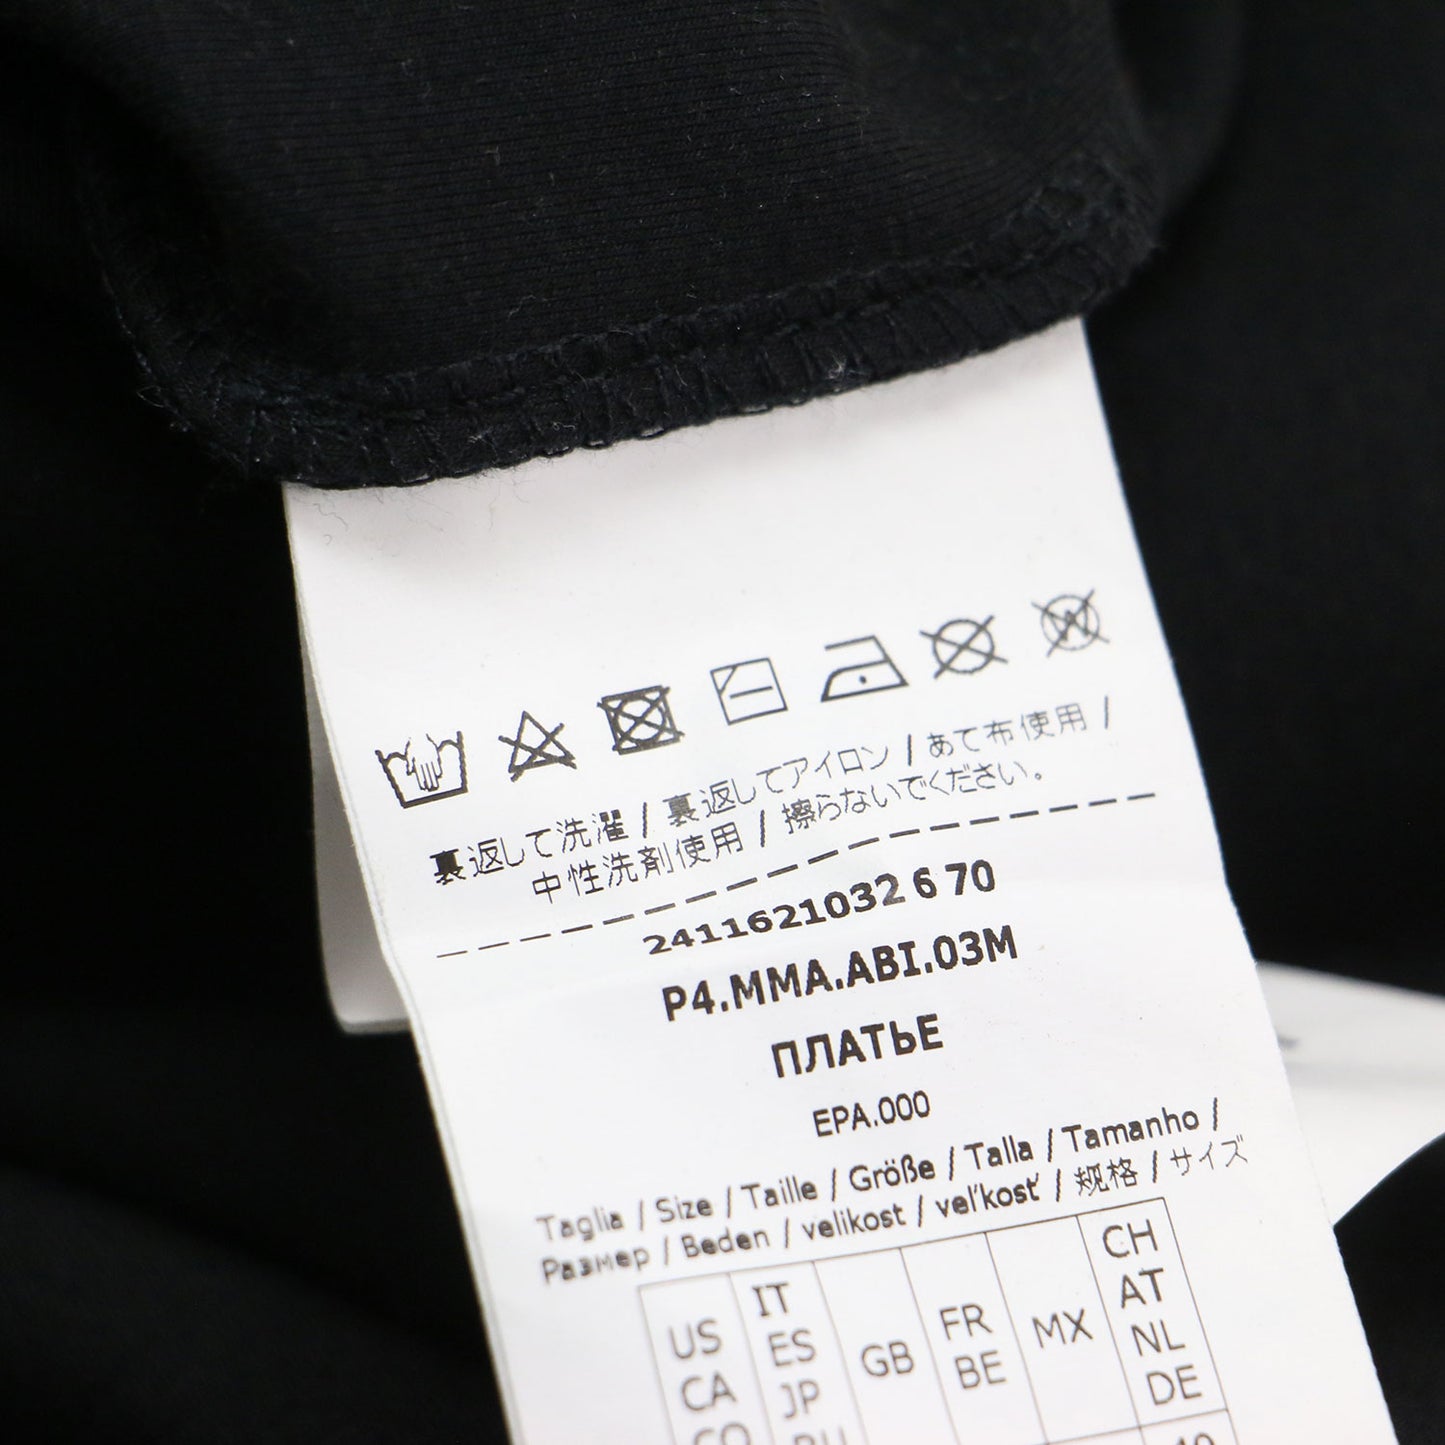 裏返して洗濯 / 裏返してアイロン / あて布使用 /
中性洗剤使用 / 擦らないでください。
2411621032 6 70
P4.MMA.ABI.03M
ПЛАТЬЕ
EPA.000
Taglia / Size / Taille / Größe / Talla / Tamanho /
Размер / Beden / velikost / veľkosť / 规格 / サイズ
US IT GB FR MX CH
CA ES BE AT
JP NL
DE